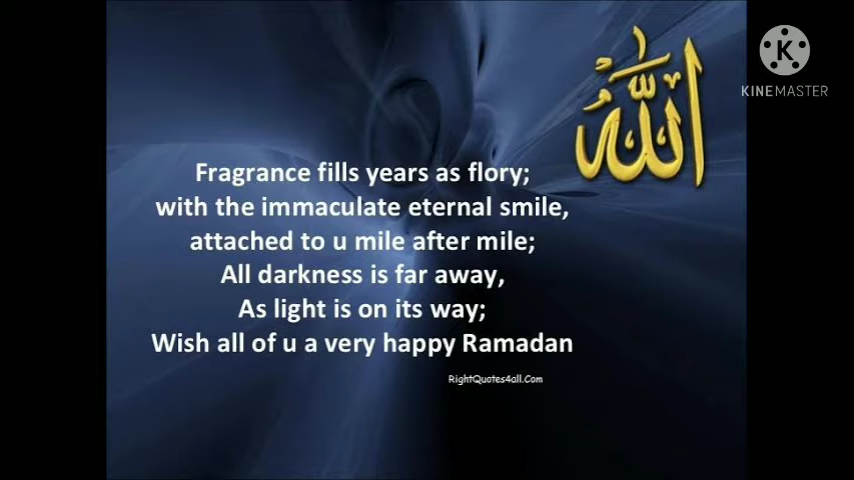 Fragrance fills years as flory;
with the immaculate eternal smile,
attached to u mile after mile;
All darkness is far away,
As light is on its way;
Wish all of u a very happy Ramadan
RightQuotes4all.Com
الله
K
KINEMASTER